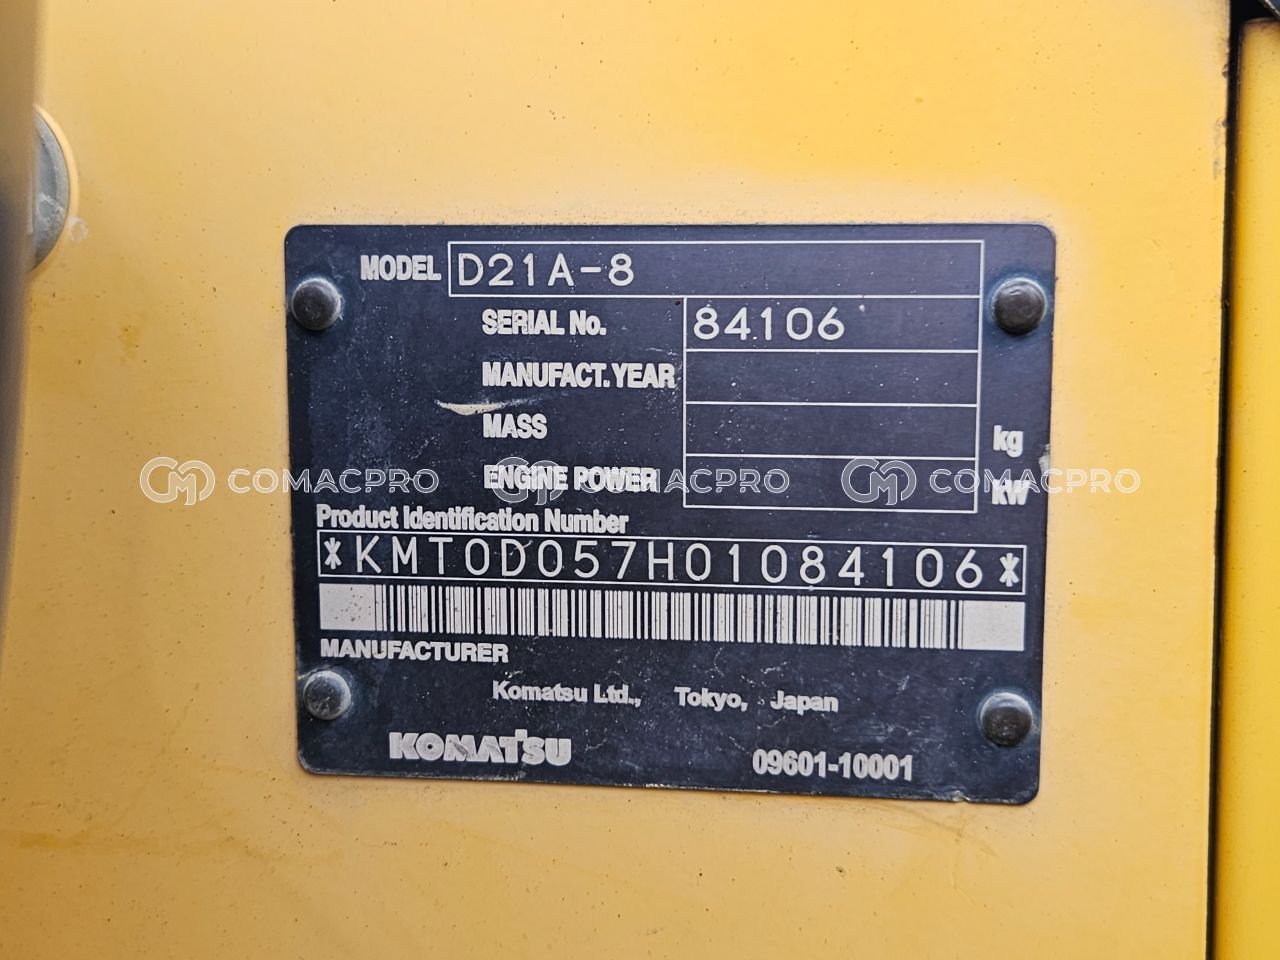 MODEL D21A-8
SERIAL No. 84106
MANUFACT. YEAR
MASS kg
ENGINE POWER kW
COMACPRO COMACPRO COMACPRO
Product Identification Number
*KMT0D057H01084106*
MANUFACTURER
Komatsu Ltd., Tokyo, Japan
KOMATSU 09601-10001